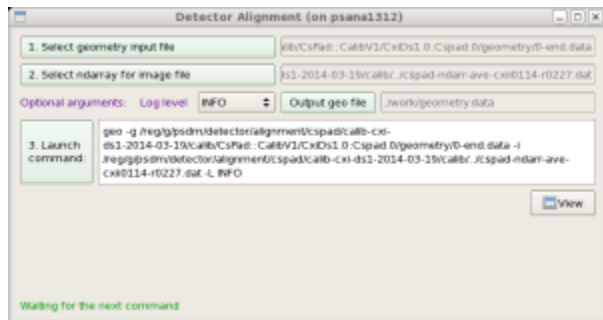 Detector Alignment (on psana1312)
1. Select geometry input file
elib/CsPad::CalibV1/CxiDs1.0:Cspad.0/geometry/0-end.data
2. Select ndarray for image file
ds1-2014-03-19/calib/../cspad-ndarr-ave-cxii0114-r0227.dat
Optional arguments: Log level INFO Output geo file ./work/geometry.data
3. Launch command:
geo -g /reg/g/psdm/detector/alignment/cspad/calib-cxi-
ds1-2014-03-19/calib/CsPad::CalibV1/CxiDs1.0:Cspad.0/geometry/0-end.data -i
/reg/g/psdm/detector/alignment/cspad/calib-cxi-ds1-2014-03-19/calib/../cspad-ndarr-ave-
cxii0114-r0227.dat -L INFO
View
Waiting for the next command